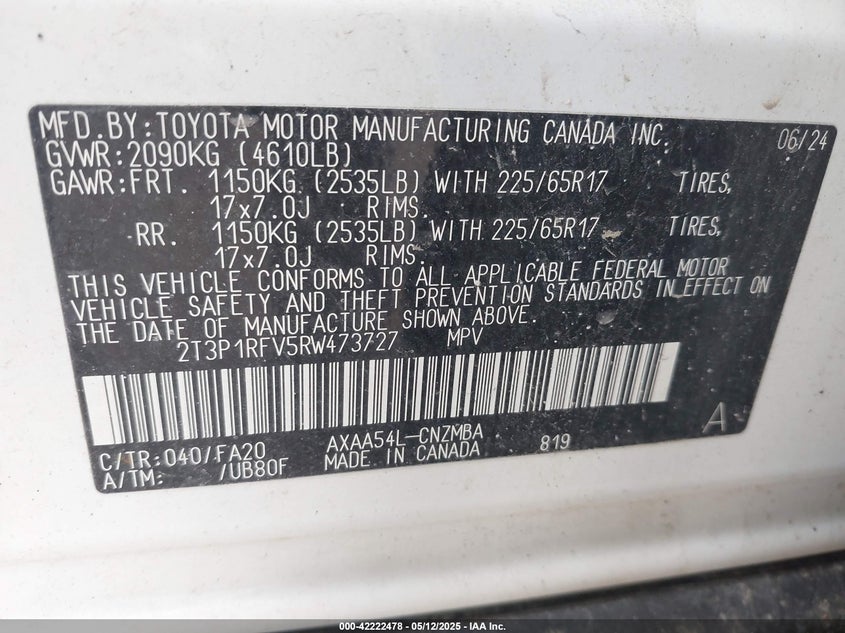 MFD.BY:TOYOTA MOTOR MANUFACTURING CANADA INC. 06/24
GVWR:2090KG (4610LB)
GAWR:FRT. 1150KG (2535LB) WITH 225/65R17 TIRES,
17x7.0J RIMS.
RR. 1150KG (2535LB) WITH 225/65R17 TIRES,
17x7.0J RIMS.
THIS VEHICLE CONFORMS TO ALL APPLICABLE FEDERAL MOTOR
VEHICLE SAFETY AND THEFT PREVENTION STANDARDS IN EFFECT ON
THE DATE OF MANUFACTURE SHOWN ABOVE.
2T3P1RFV5RW473727 MPV
A
C/TR:040/FA20 AXAA54L-CNZMBA 819
A/TM: /UB80F MADE IN CANADA
000-42222478 - 05/12/2025 - IAA Inc.